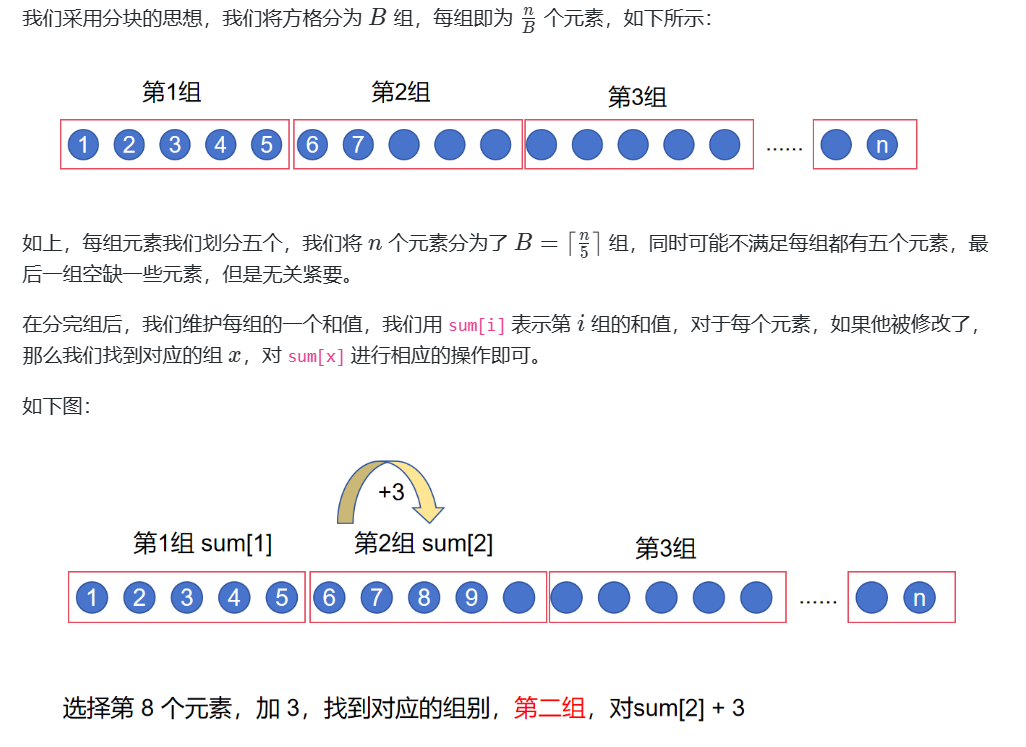 我们采用分块的思想，我们将方格分为 B 组，每组即为 n/B 个元素，如下所示：
第1组 第2组 第3组
1 2 3 4 5 6 7 ...... n
如上，每组元素我们划分五个，我们将 n 个元素分为了 B = ⌈n/5⌉ 组，同时可能不满足每组都有五个元素，最
后一组空缺一些元素，但是无关紧要。
在分完组后，我们维护每组的一个和值，我们用 sum[i] 表示第 i 组的和值，对于每个元素，如果他被修改了，
那么我们找到对应的组 x，对 sum[x] 进行相应的操作即可。
如下图：
+3
第1组 sum[1] 第2组 sum[2] 第3组
1 2 3 4 5 6 7 8 9 ...... n
选择第 8 个元素，加 3，找到对应的组别，第二组，对sum[2] + 3